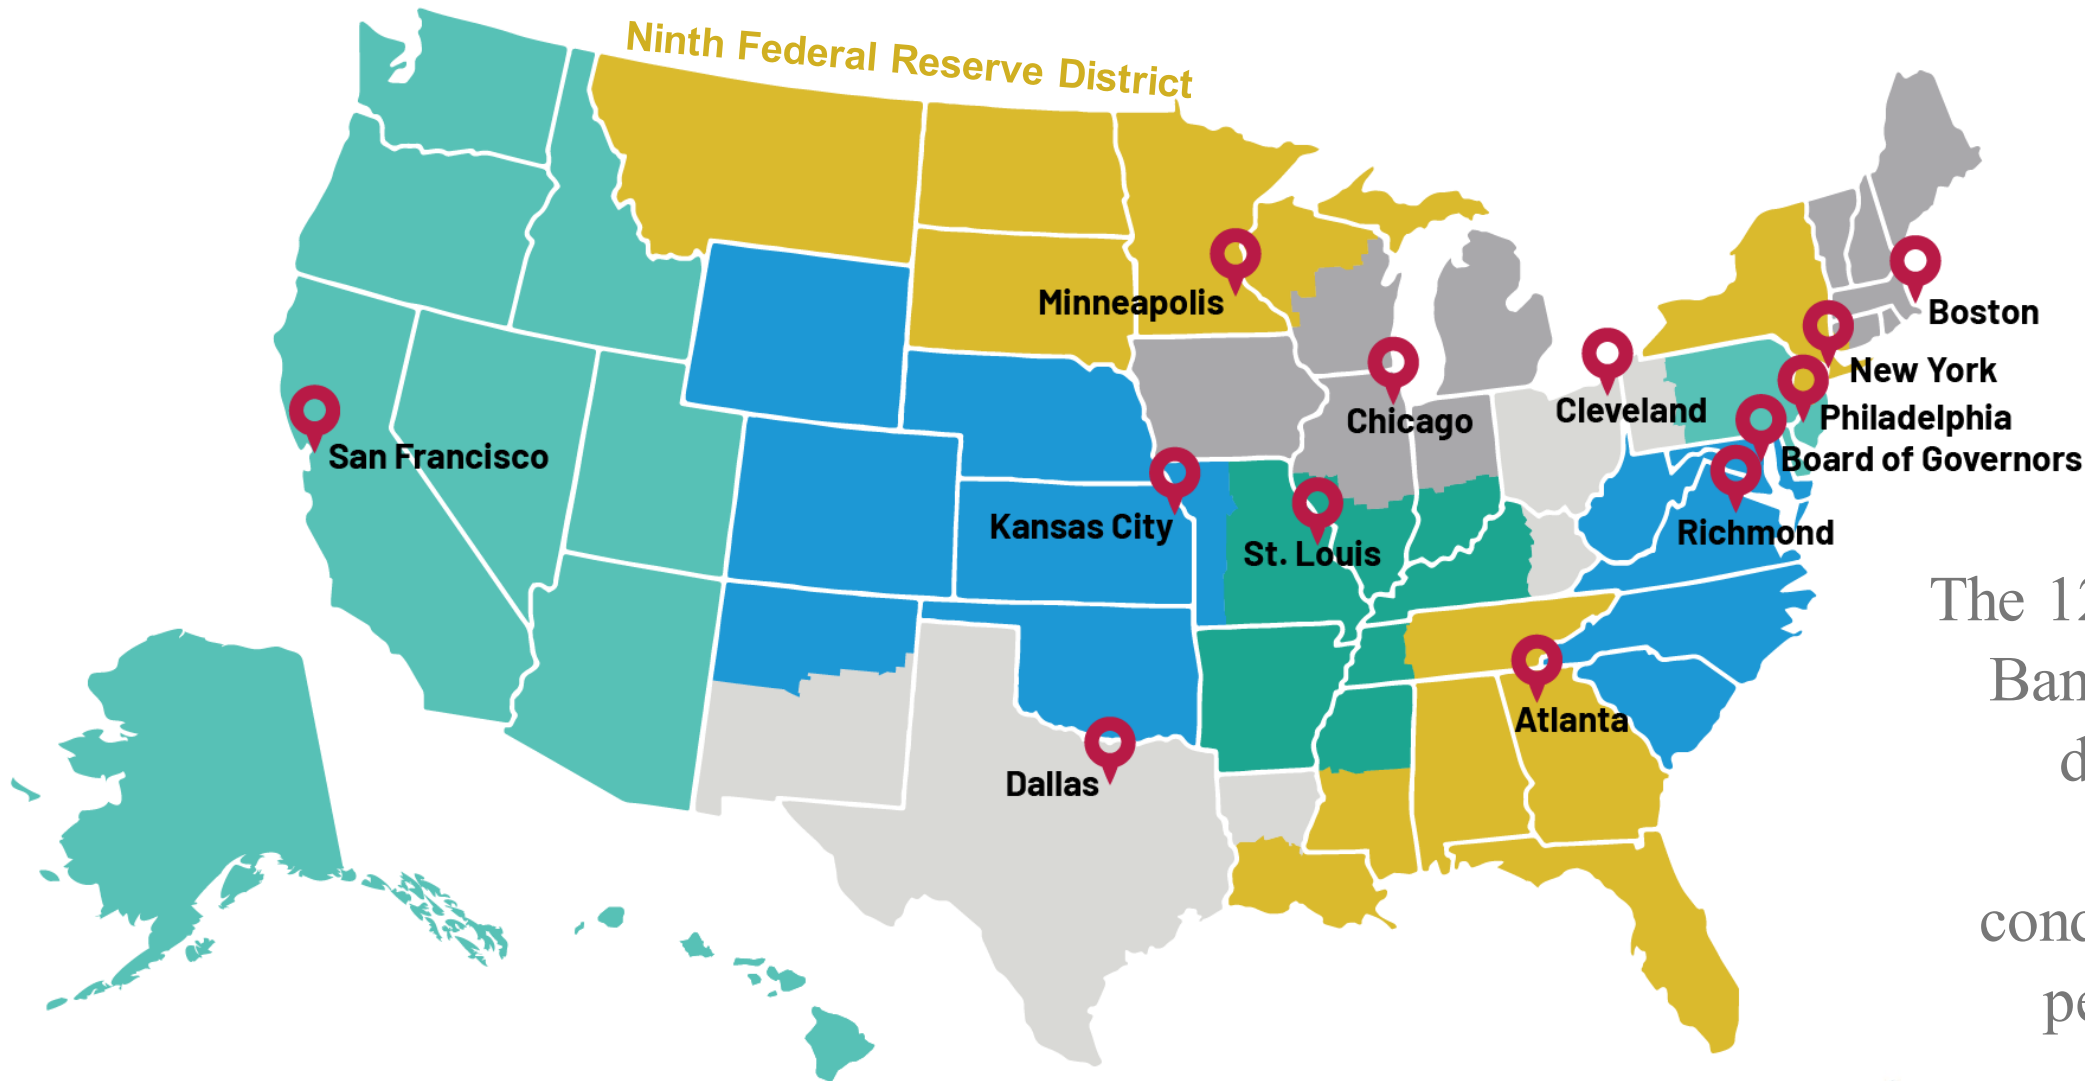 Ninth Federal Reserve District
Minneapolis
Boston
New York
Chicago
Cleveland
Philadelphia
San Francisco
Board of Governors
Kansas City
Richmond
St. Louis
Atlanta
Dallas
The